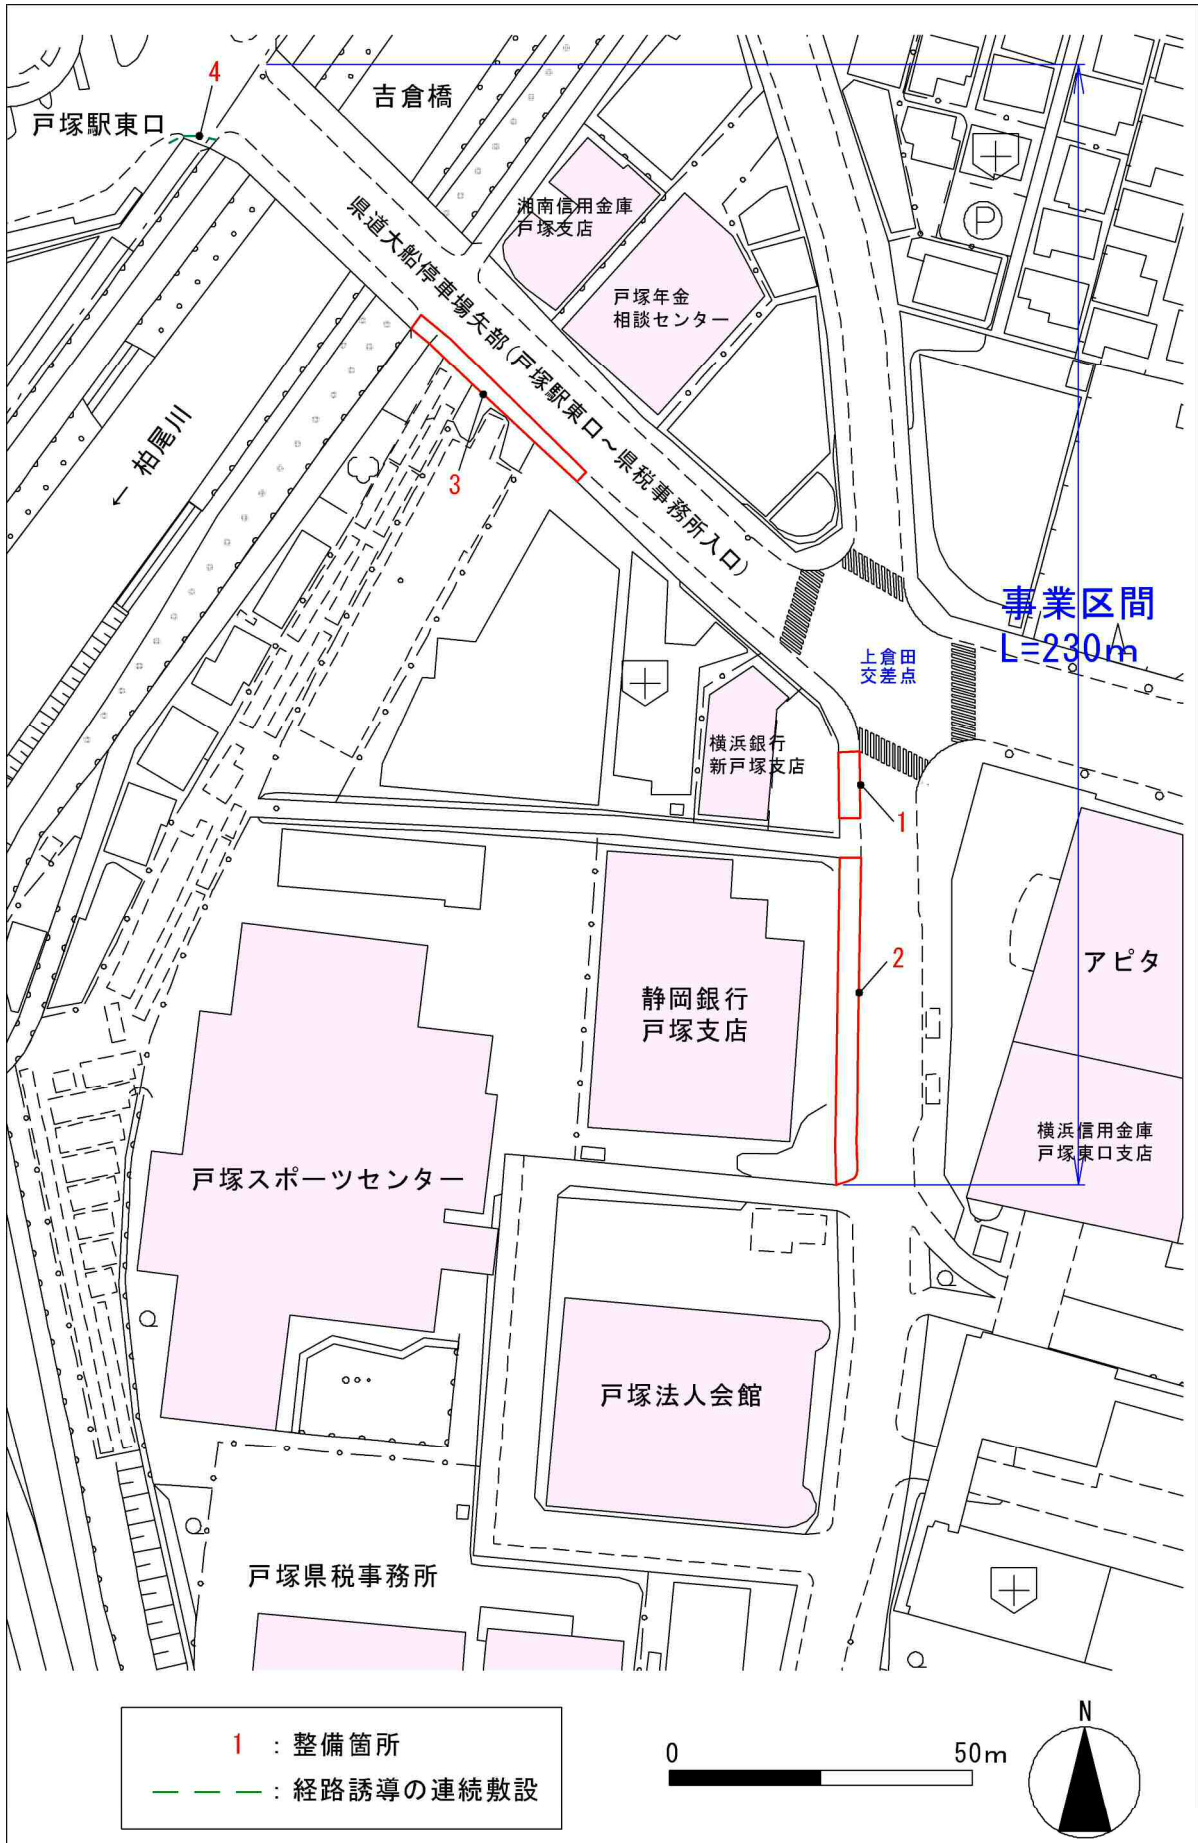 4
吉倉橋
戸塚駅東口
湘南信用金庫
戸塚支店
P
県道大船停車場矢部(戸塚駅東口～県税事務所入口)
戸塚年金
相談センター
← 柏尾川
3
事業区間
L=230m
上倉田
交差点
横浜銀行
新戸塚支店
1
2
アピタ
静岡銀行
戸塚支店
横浜信用金庫
戸塚東口支店
戸塚スポーツセンター
戸塚法人会館
戸塚県税事務所
1 : 整備箇所
: 経路誘導の連続敷設
0 50m
N